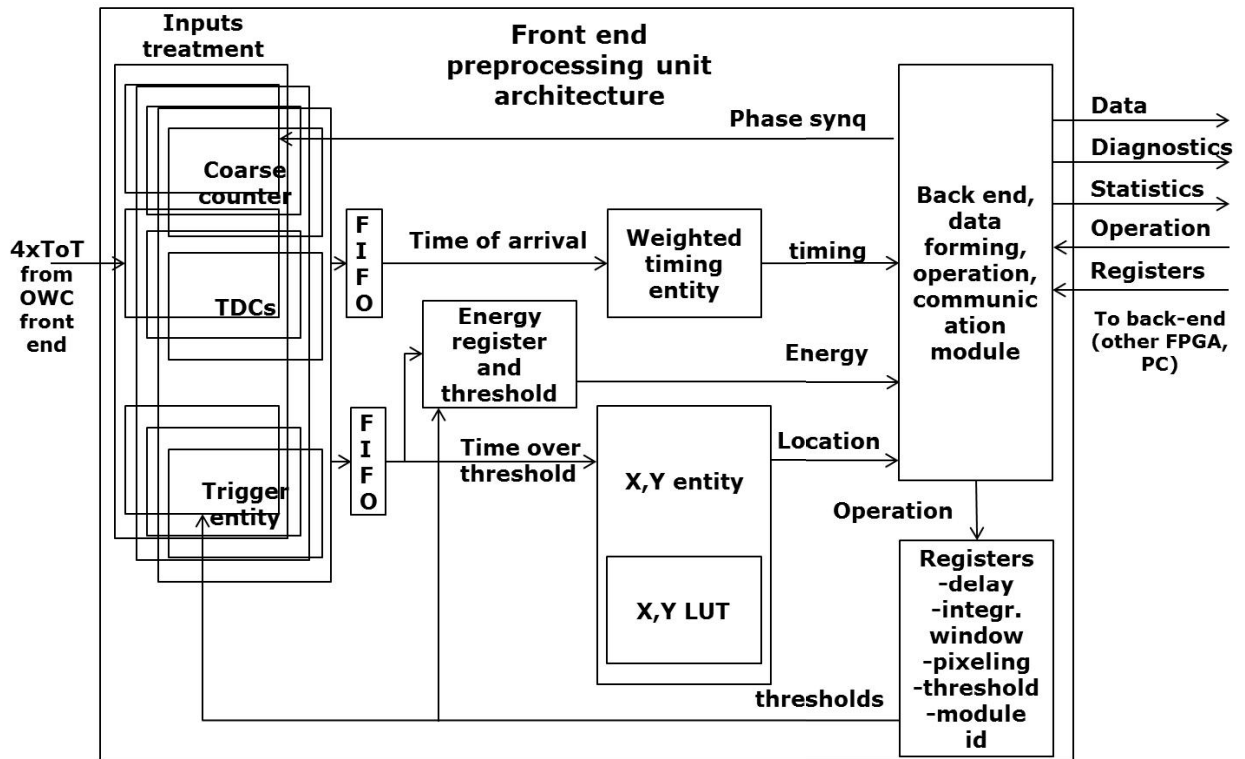 Inputs
treatment
Front end
preprocessing unit
architecture
Phase synq
Coarse
counter
4xToT
from
OWC
front
end
TDCs
F
I
F
O
Time of arrival
Weighted
timing
entity
timing
Energy
register
and
threshold
Energy
Back end,
data
forming,
operation,
communic
ation
module
Data
Diagnostics
Statistics
Operation
Registers
To back-end
(other FPGA,
PC)
Trigger
entity
F
I
F
O
Time over
threshold
X,Y entity
X,Y LUT
Location
Operation
Registers
-delay
-integr.
window
-pixeling
-threshold
-module
id
thresholds